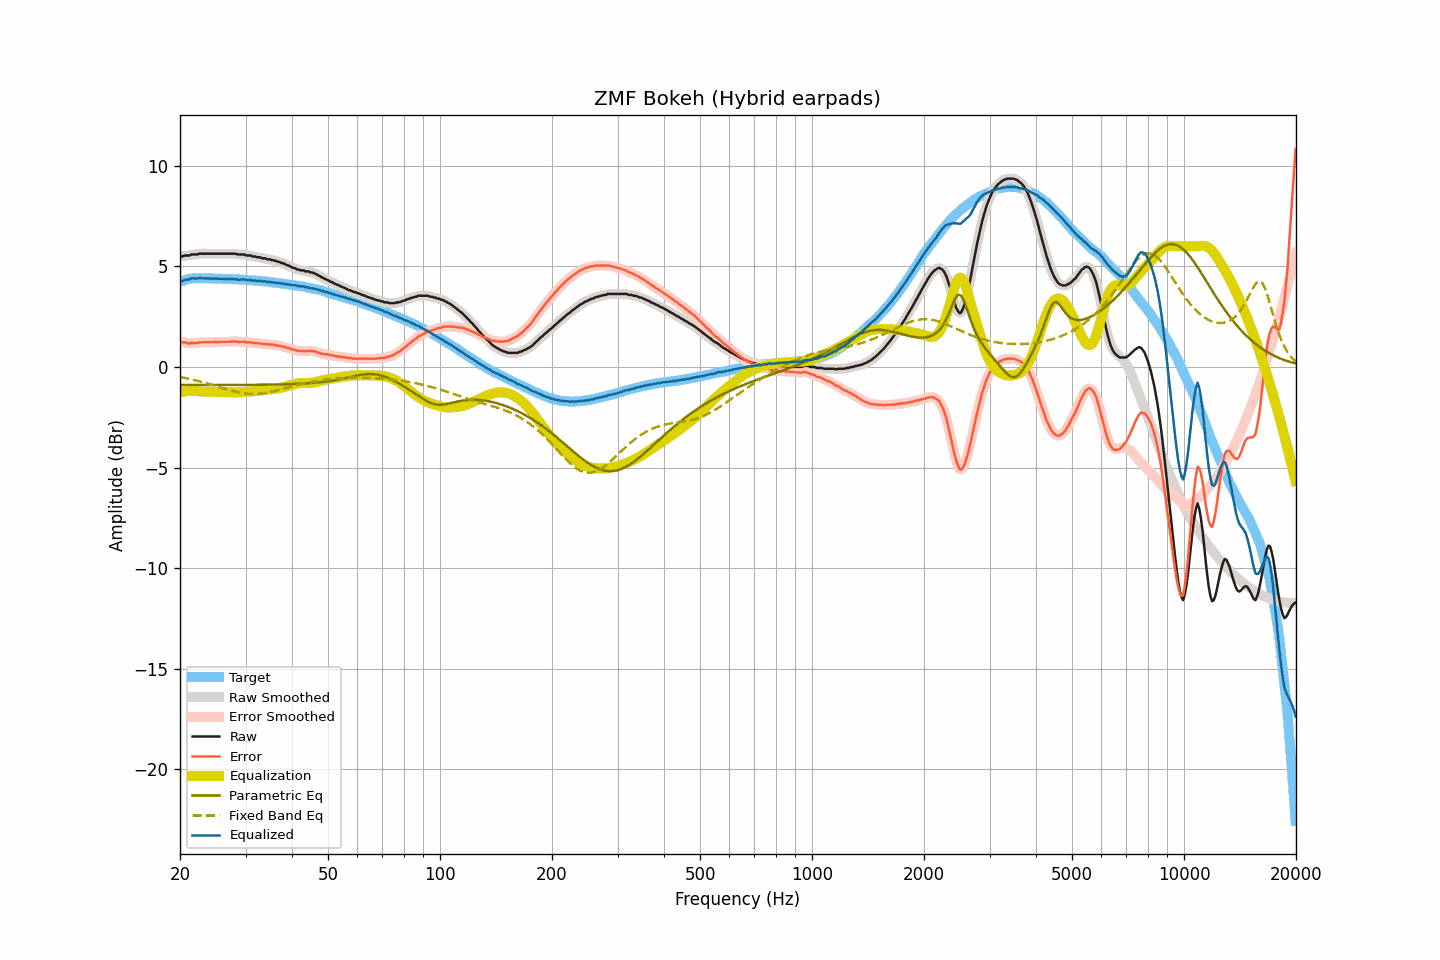 ZMF Bokeh (Hybrid earpads)
10
5
0
−5
−10
−15
−20
Amplitude (dBr)
Target
Raw Smoothed
Error Smoothed
Raw
Error
Equalization
Parametric Eq
Fixed Band Eq
Equalized
20 50 100 200 500 1000 2000 5000 10000 20000
Frequency (Hz)